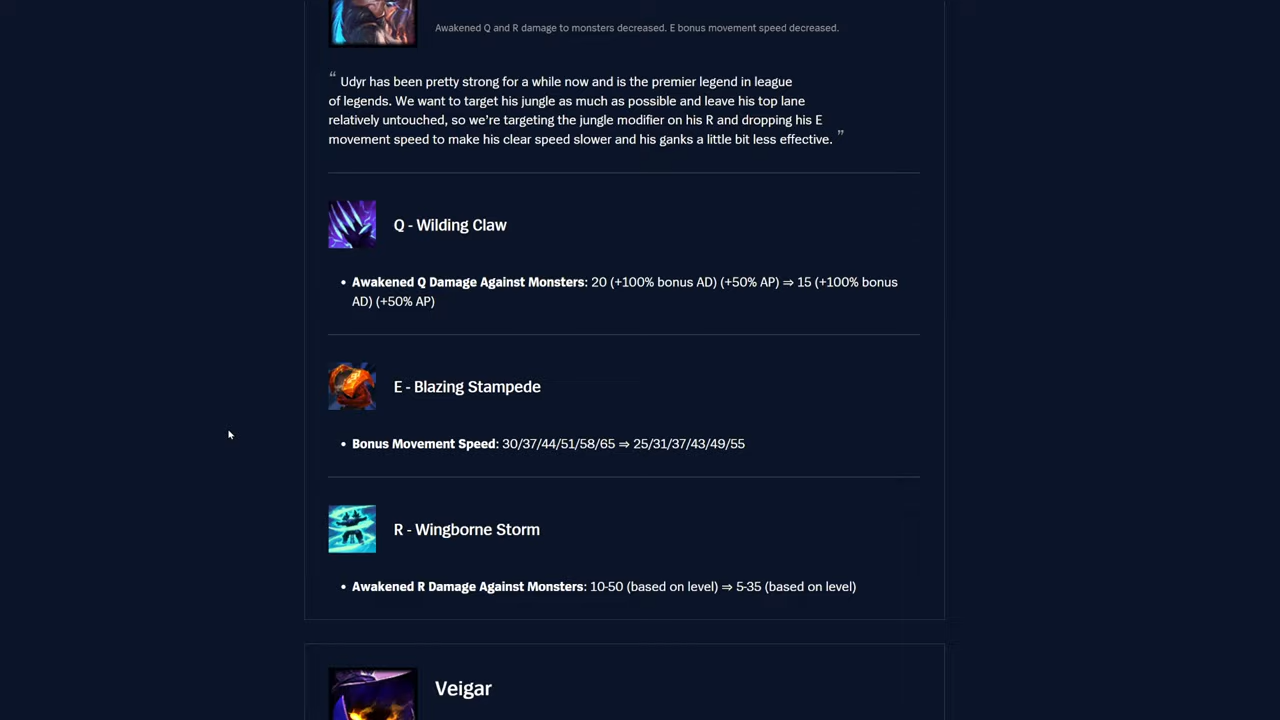 Awakened Q and R damage to monsters decreased. E bonus movement speed decreased.
“ Udyr has been pretty strong for a while now and is the premier legend in league
of legends. We want to target his jungle as much as possible and leave his top lane
relatively untouched, so we’re targeting the jungle modifier on his R and dropping his E
movement speed to make his clear speed slower and his ganks a little bit less effective. ”
Q - Wilding Claw
• Awakened Q Damage Against Monsters: 20 (+100% bonus AD) (+50% AP) ⇒ 15 (+100% bonus
AD) (+50% AP)
E - Blazing Stampede
• Bonus Movement Speed: 30/37/44/51/58/65 ⇒ 25/31/37/43/49/55
R - Wingborne Storm
• Awakened R Damage Against Monsters: 10-50 (based on level) ⇒ 5-35 (based on level)
Veigar